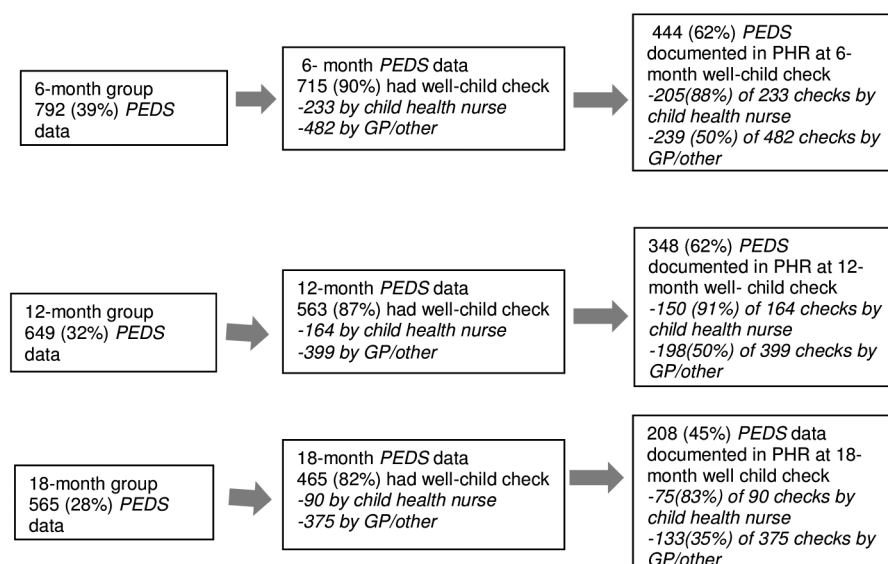 6-month group
792 (39%) PEDS
data
6- month PEDS data
715 (90%) had well-child check
-233 by child health nurse
-482 by GP/other
444 (62%) PEDS
documented in PHR at 6-
month well-child check
-205(88%) of 233 checks by
child health nurse
-239 (50%) of 482 checks by
GP/other
12-month group
649 (32%) PEDS
data
12-month PEDS data
563 (87%) had well-child check
-164 by child health nurse
-399 by GP/other
348 (62%) PEDS
documented in PHR at 12-
month well- child check
-150 (91%) of 164 checks by
child health nurse
-198(50%) of 399 checks by
GP/other
18-month group
565 (28%) PEDS
data
18-month PEDS data
465 (82%) had well-child check
-90 by child health nurse
-375 by GP/other
208 (45%) PEDS data
documented in PHR at 18-
month well child check
-75(83%) of 90 checks by
child health nurse
-133(35%) of 375 checks by
GP/other